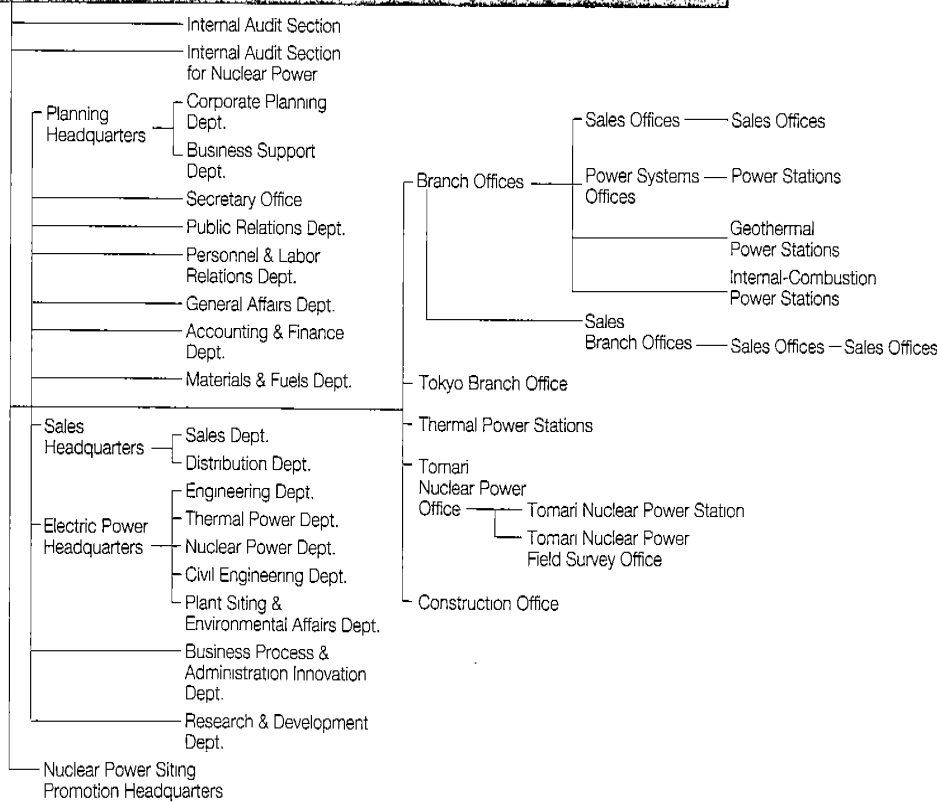 Internal Audit Section
Internal Audit Section
for Nuclear Power
Planning
Headquarters
Corporate Planning
Dept.
Business Support
Dept.
Secretary Office
Public Relations Dept.
Personnel & Labor
Relations Dept.
General Affairs Dept.
Accounting & Finance
Dept.
Materials & Fuels Dept.
Sales
Headquarters
Sales Dept.
Distribution Dept.
Electric Power
Headquarters
Engineering Dept.
Thermal Power Dept.
Nuclear Power Dept.
Civil Engineering Dept.
Plant Siting &
Environmental Affairs Dept.
Business Process &
Administration Innovation
Dept.
Research & Development
Dept.
Nuclear Power Siting
Promotion Headquarters
Branch Offices
Sales Offices
Sales Offices
Power Systems
Offices
Power Stations
Geothermal
Power Stations
Internal-Combustion
Power Stations
Sales
Branch Offices
Sales Offices
Sales Offices
Tokyo Branch Office
Thermal Power Stations
Tomari
Nuclear Power
Office
Tomari Nuclear Power Station
Tomari Nuclear Power
Field Survey Office
Construction Office